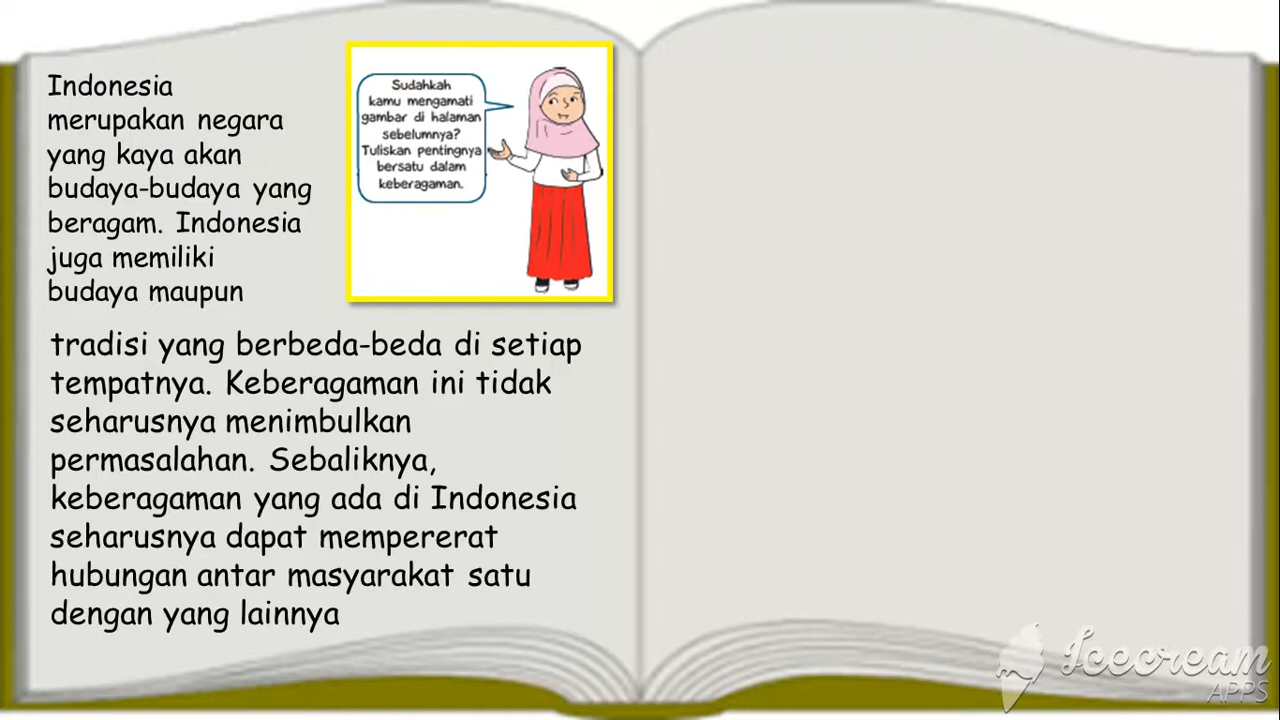 Indonesia
merupakan negara
yang kaya akan
budaya-budaya yang
beragam. Indonesia
juga memiliki
budaya maupun
tradisi yang berbeda-beda di setiap
tempatnya. Keberagaman ini tidak
seharusnya menimbulkan
permasalahan. Sebaliknya,
keberagaman yang ada di Indonesia
seharusnya dapat mempererat
hubungan antar masyarakat satu
dengan yang lainnya
Sudahkah
kamu mengamati
gambar di halaman
sebelumnya?
Tuliskan pentingnya
bersatu dalam
keberagaman.
Icecream
APPS